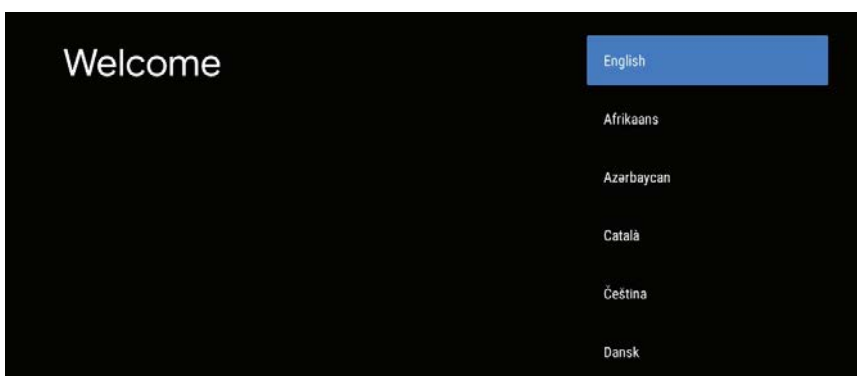 Welcome
English
Afrikaans
Azərbaycan
Català
Čeština
Dansk